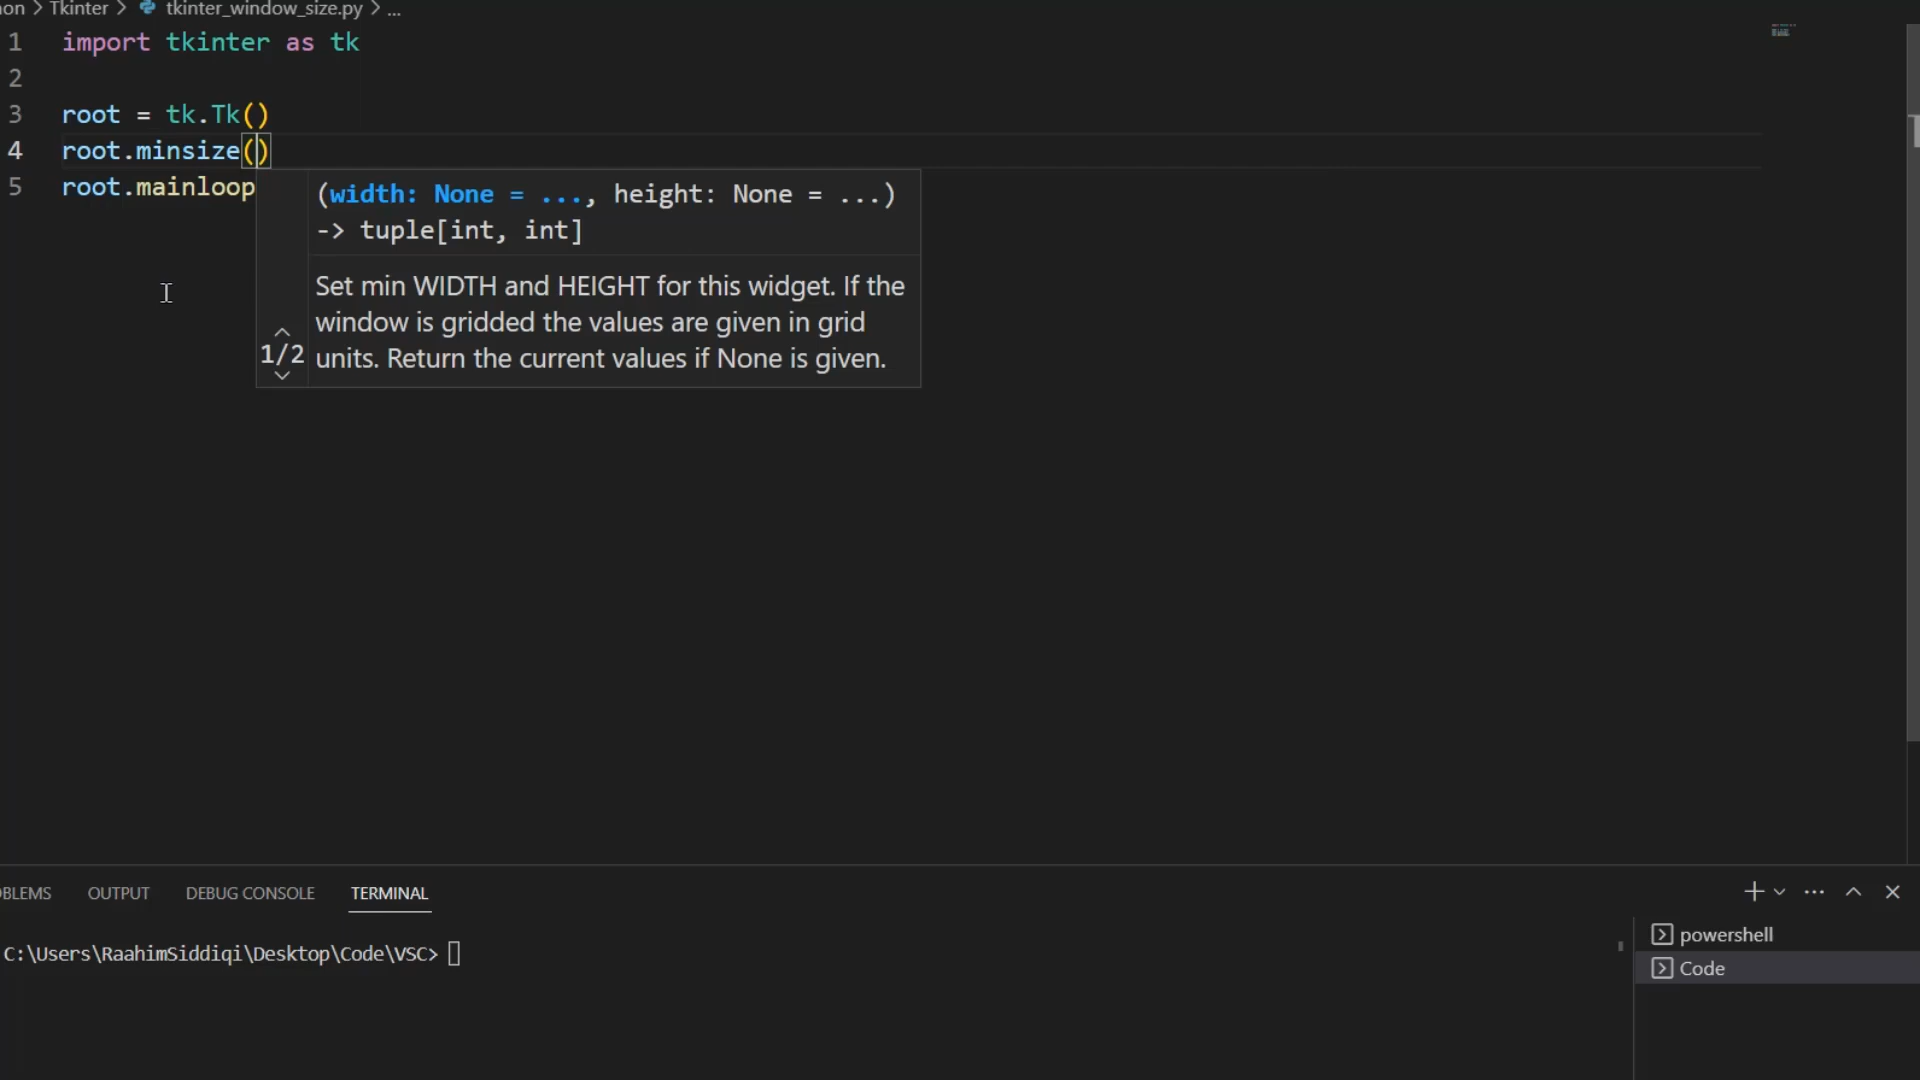 on > Tkinter > tkinter_window_size.py > ...
1 import tkinter as tk
2
3 root = tk.Tk()
4 root.minsize()
5 root.mainloop
(width: None = ..., height: None = ...)
-> tuple[int, int]
Set min WIDTH and HEIGHT for this widget. If the
window is gridded the values are given in grid
1/2 units. Return the current values if None is given.
OBLEMS OUTPUT DEBUG CONSOLE TERMINAL
C:\Users\RaahimSiddiqi\Desktop\Code\VSC>
powershell
Code